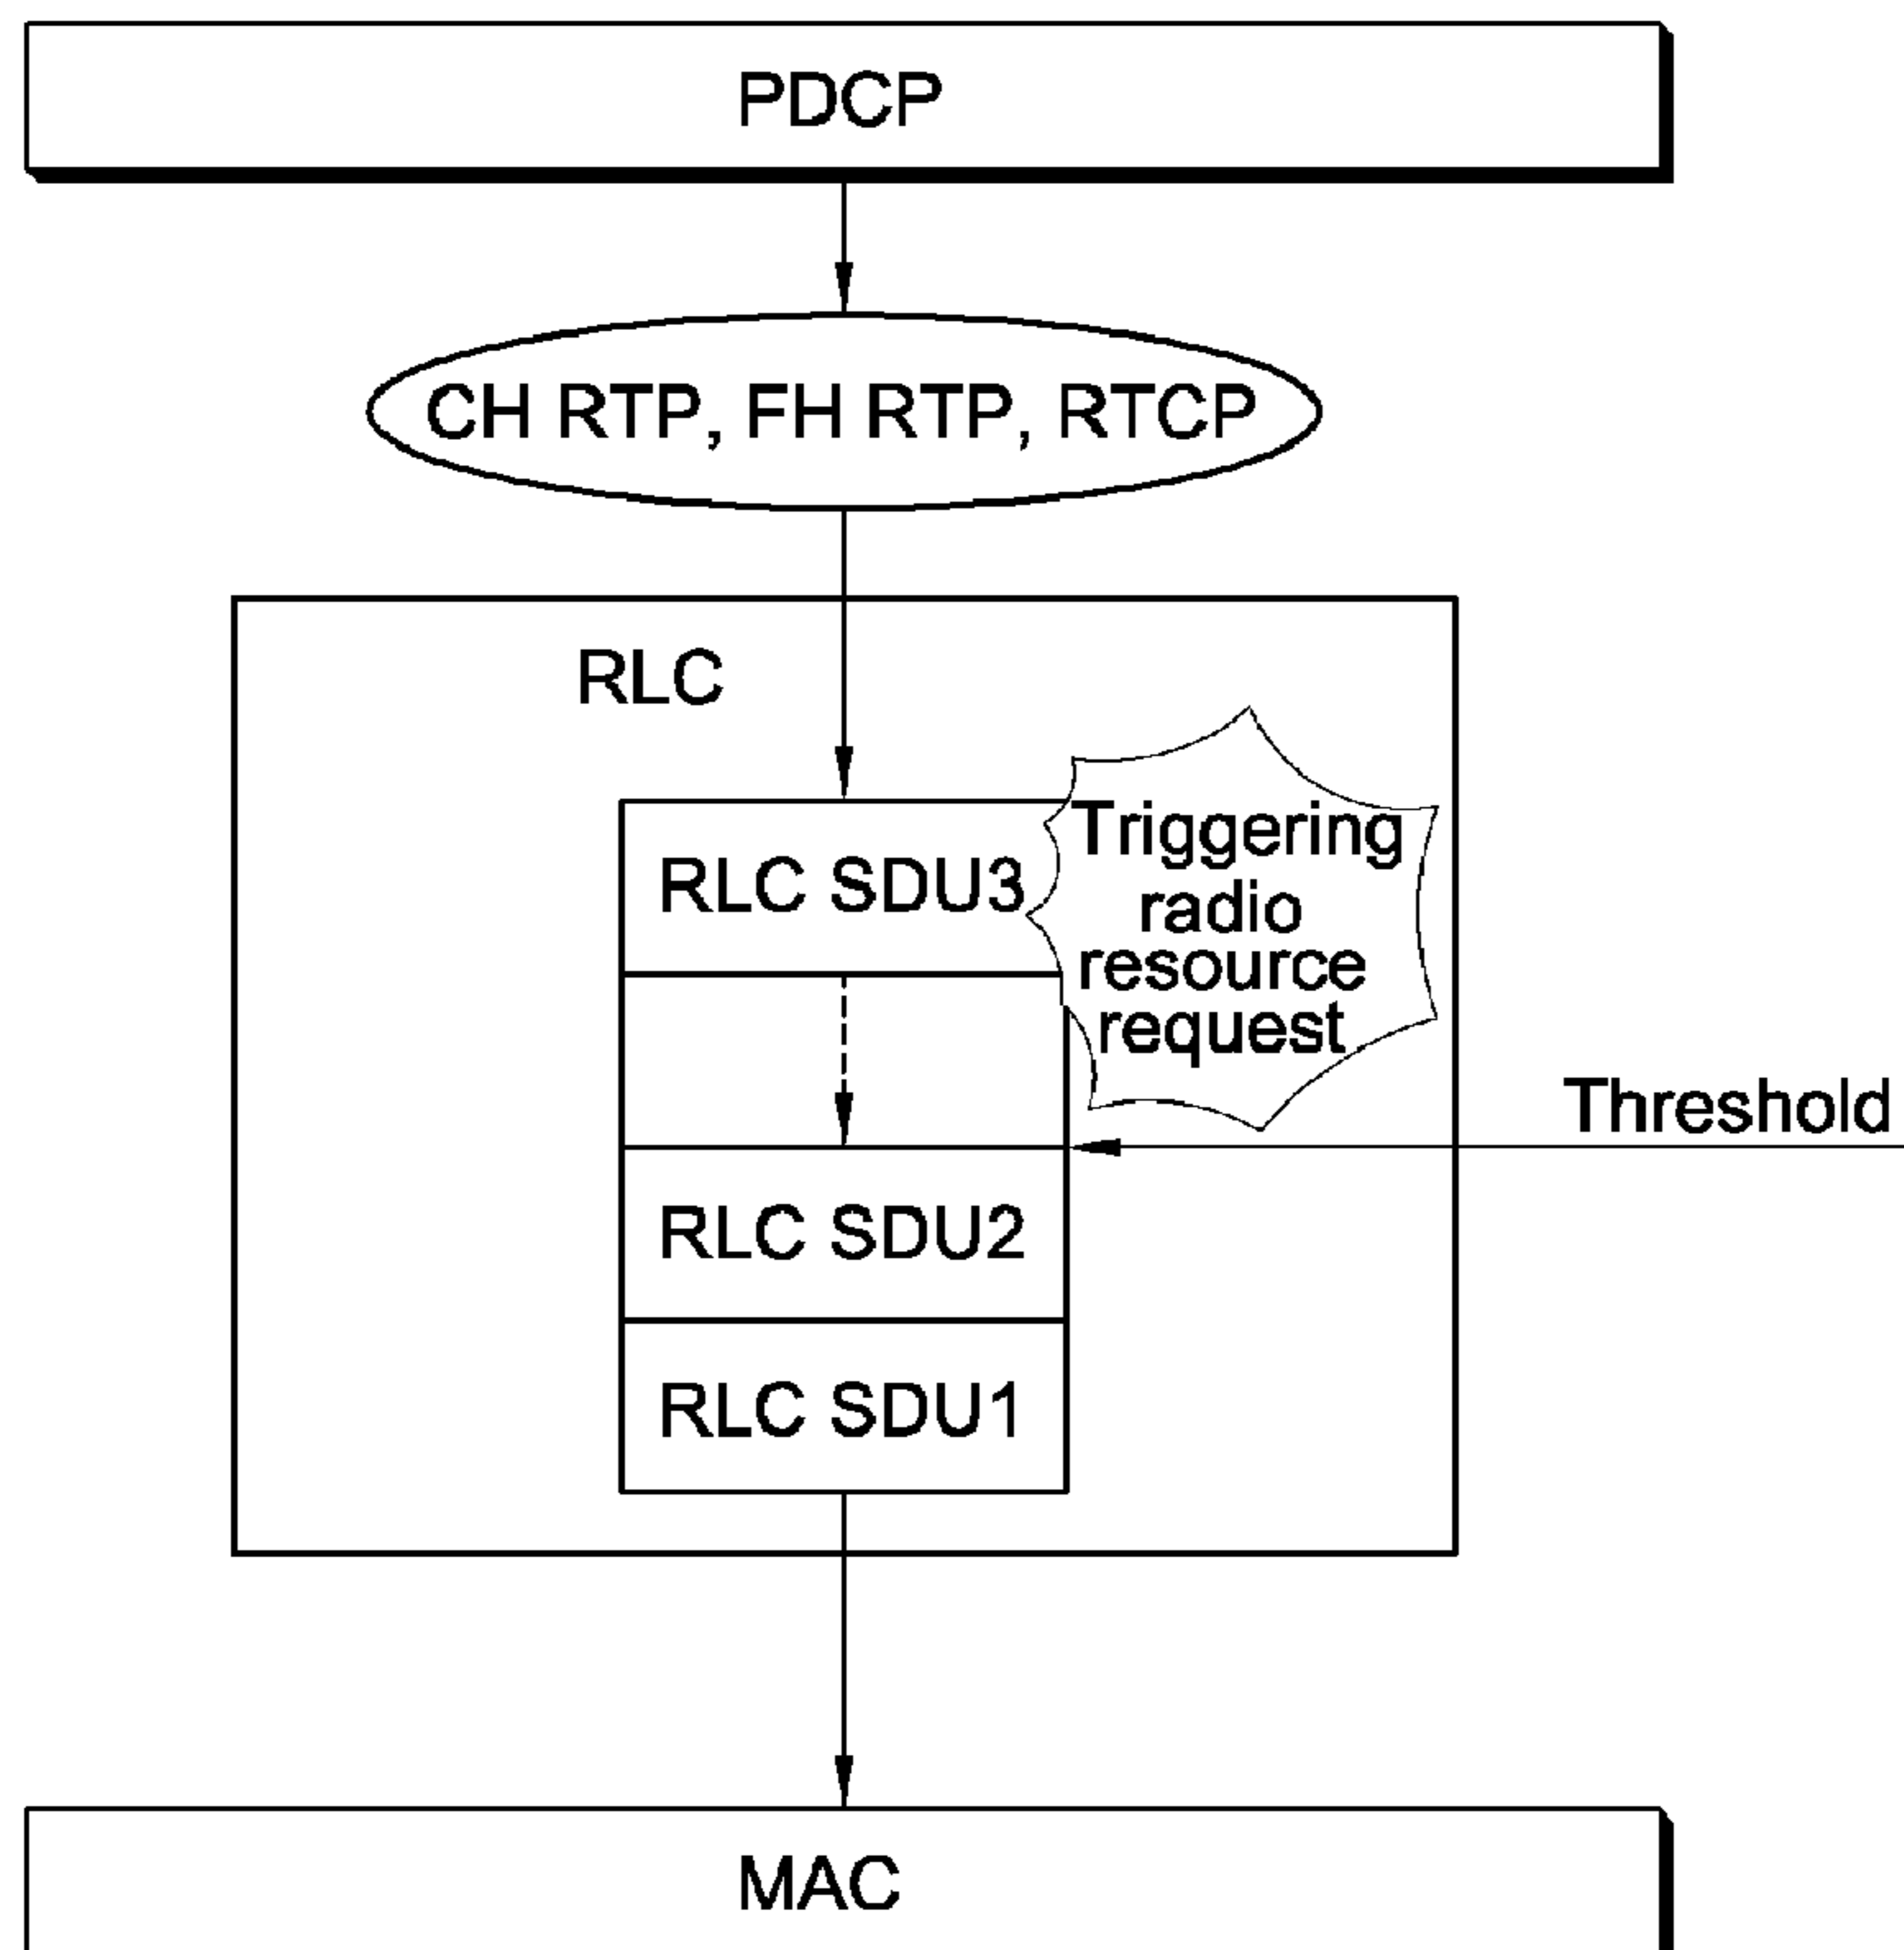 PDCP
CH RTP, FH RTP, RTCP
RLC
RLC SDU3
Triggering
radio
resource
request
Threshold
RLC SDU2
RLC SDU1
MAC